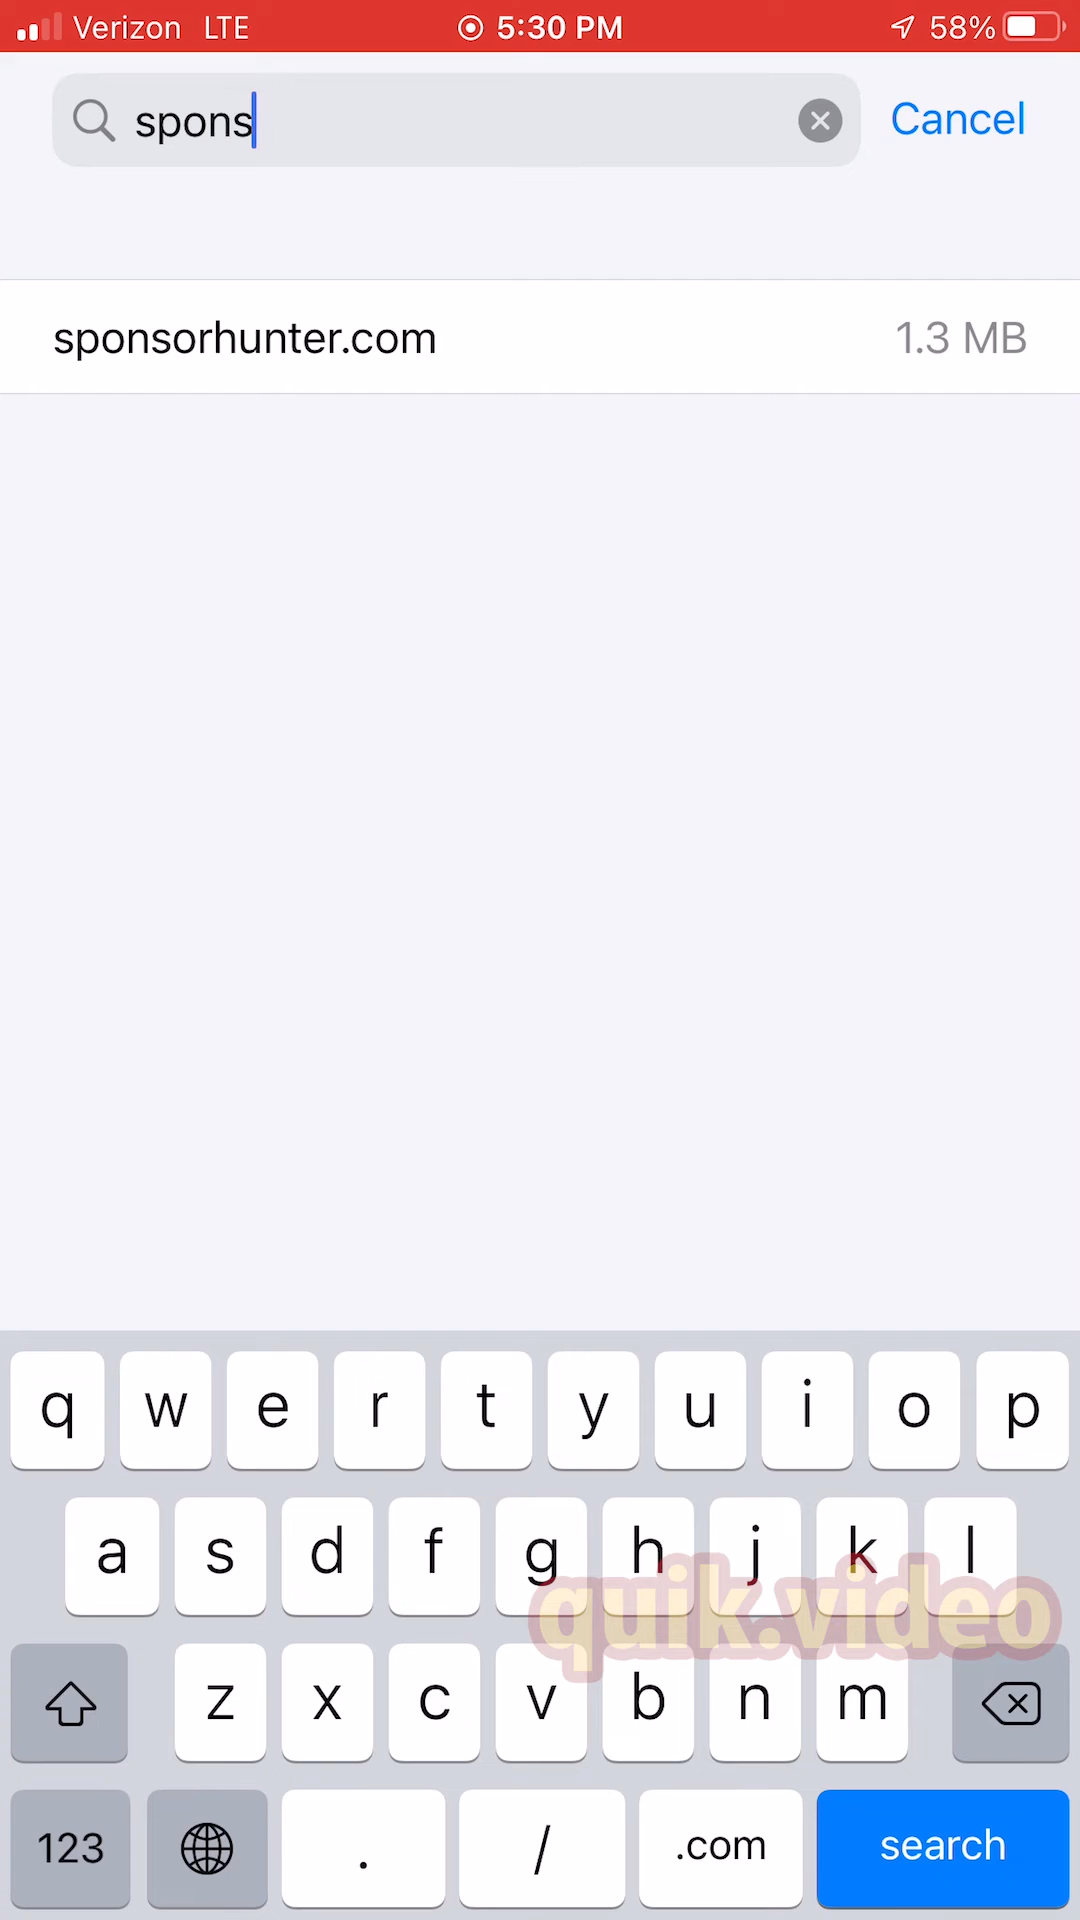 Verizon LTE 5:30 PM 58%
spons Cancel
sponsorhunter.com 1.3 MB
q w e r t y u i o p
a s d f g h j k l
quik.video
z x c v b n m
123 . / .com search